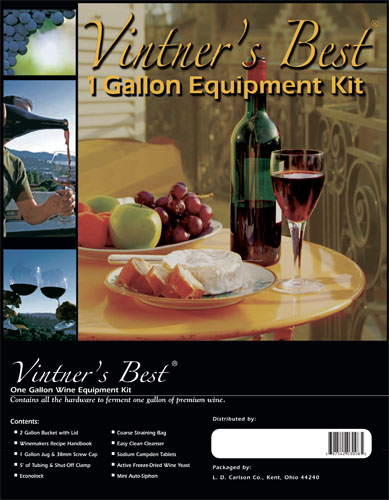 Vintner's Best®
1 Gallon Equipment Kit
Vintner's Best®
One Gallon Wine Equipment Kit
Contains all the hardware to ferment one gallon of premium wine.
Contents:
▪ 2 Gallon Bucket with Lid
▪ Winemakers Recipe Handbook
▪ 1 Gallon Jug & 38mm Screw Cap
▪ 5' of Tubing & Shut-Off Clamp
▪ Econolock
▪ Coarse Straining Bag
▪ Easy Clean Cleanser
▪ Sodium Campden Tablets
▪ Active Freeze-Dried Wine Yeast
▪ Mini Auto-Siphon
Distributed by:
Packaged by:
L. D. Carlson Co., Kent, Ohio 44240